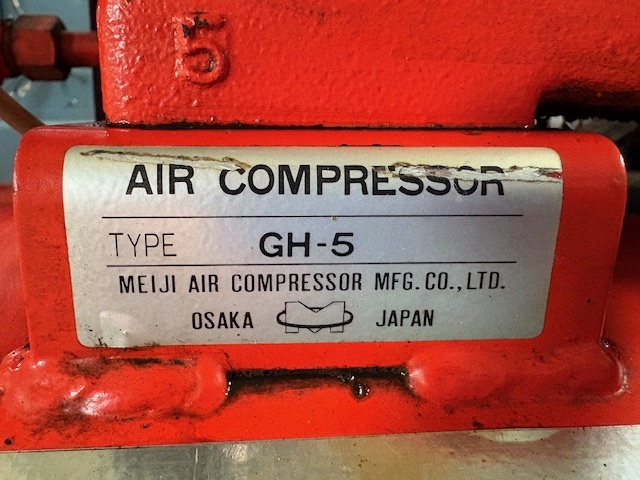 5
AIR COMPRESSOR
TYPE GH-5
MEIJI AIR COMPRESSOR MFG. CO., LTD.
OSAKA JAPAN